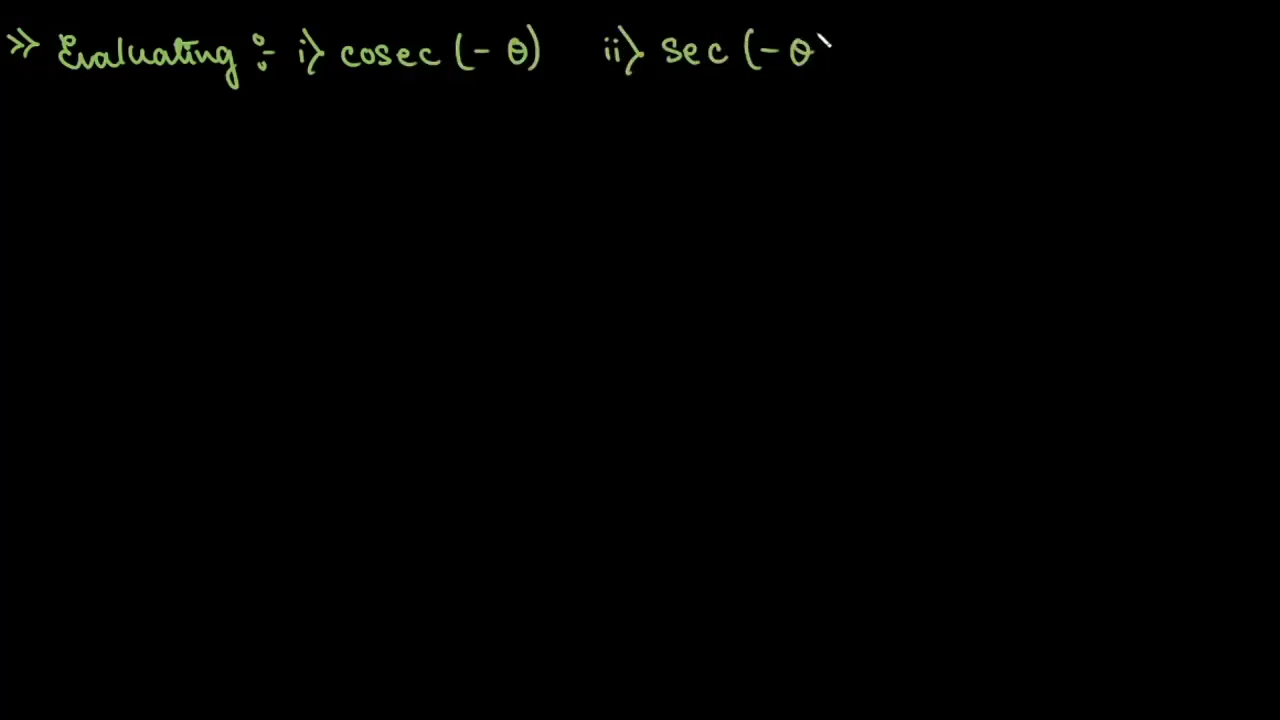 ≫ Evaluating :- i) cosec (- θ) ii) sec (- θ